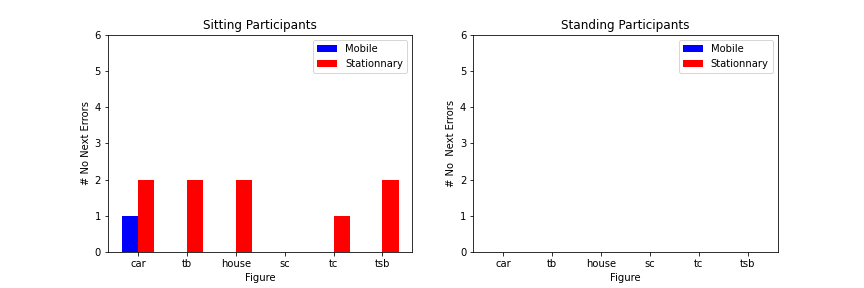 Sitting Participants
6
5
4
3
2
1
0
# No Next Errors
Mobile
Stationnary
car tb house sc tc tsb
Figure
Standing Participants
6
5
4
3
2
1
0
# No  Next Errors
Mobile
Stationnary
car tb house sc tc tsb
Figure